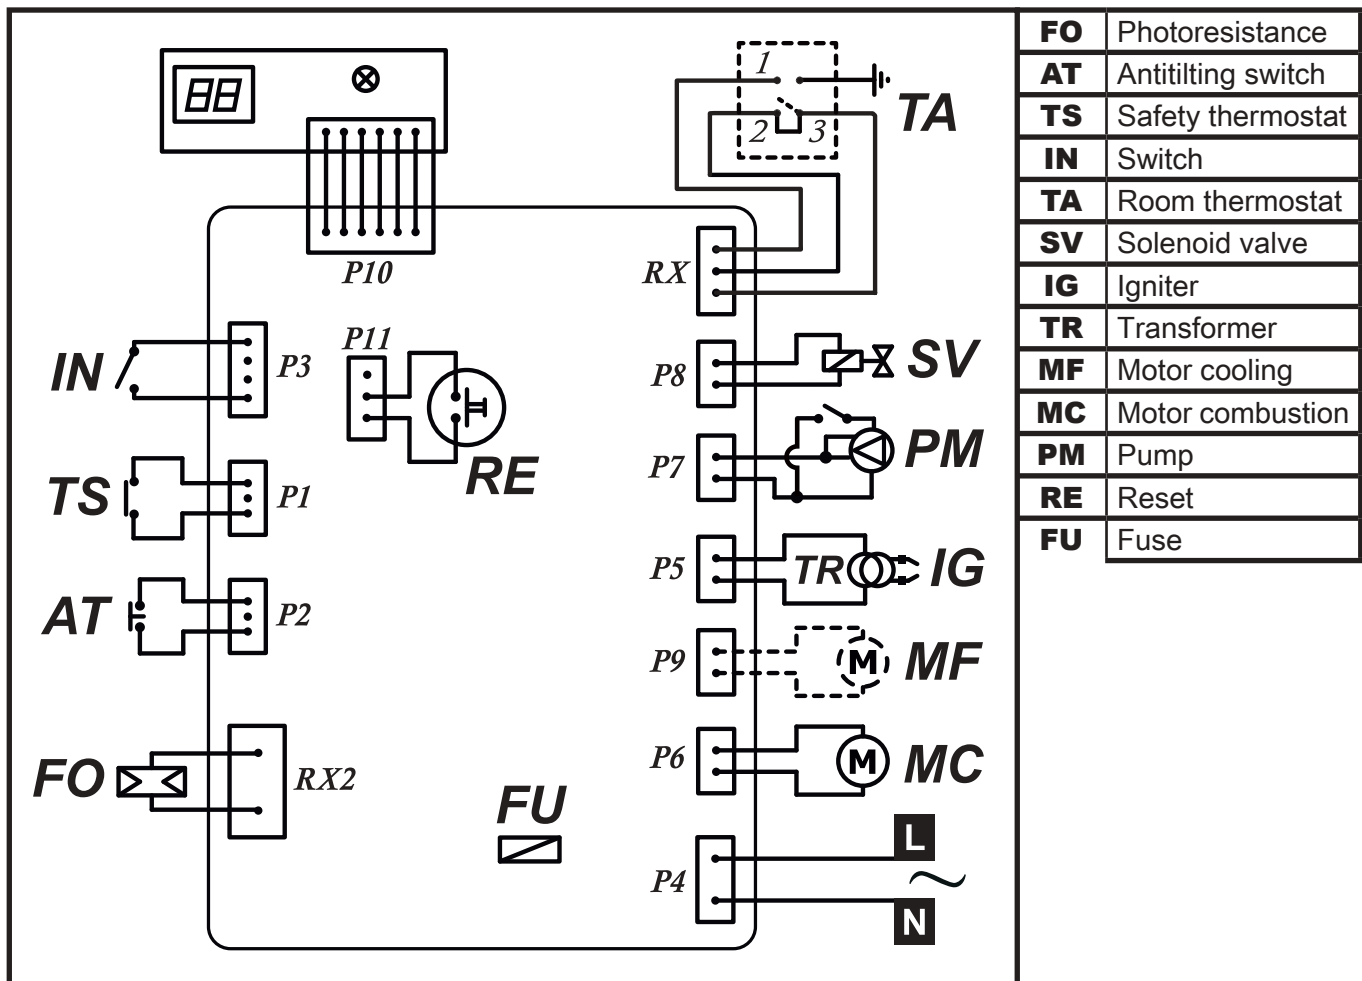 88
1
2 3
TA
P10
RX
IN
P3
P11
RE
P8
SV
P7
PM
TS
P1
P5
TR
IG
AT
P2
P9
M
MF
P6
M
MC
FO
RX2
FU
P4
L
N
FO Photoresistance
AT Antitilting switch
TS Safety thermostat
IN Switch
TA Room thermostat
SV Solenoid valve
IG Igniter
TR Transformer
MF Motor cooling
MC Motor combustion
PM Pump
RE Reset
FU Fuse